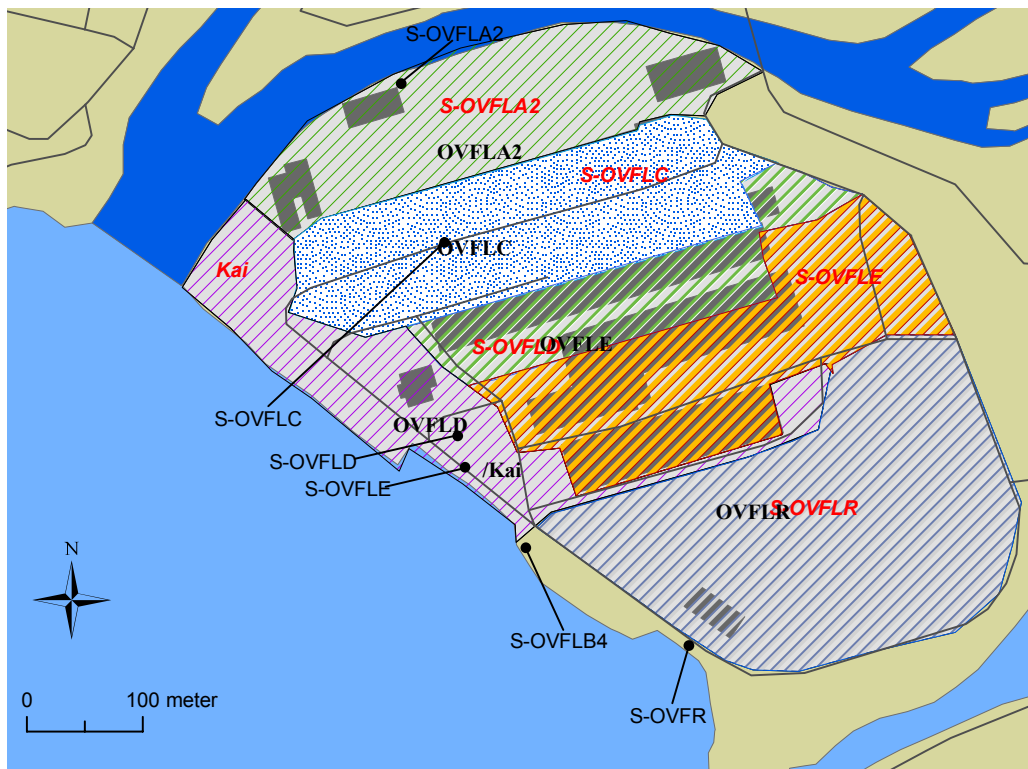 S-OVFLA2
S-OVFLA2
OVFLA2
S-OVFLC
OVFLC
Kai
S-OVFLE
S-OVFLD
OVFLE
S-OVFLC
OVFLD
S-OVFLD
/Kai
S-OVFLE
S-OVFLR
OVFLR
N
S-OVFLB4
0 100 meter
S-OVFR